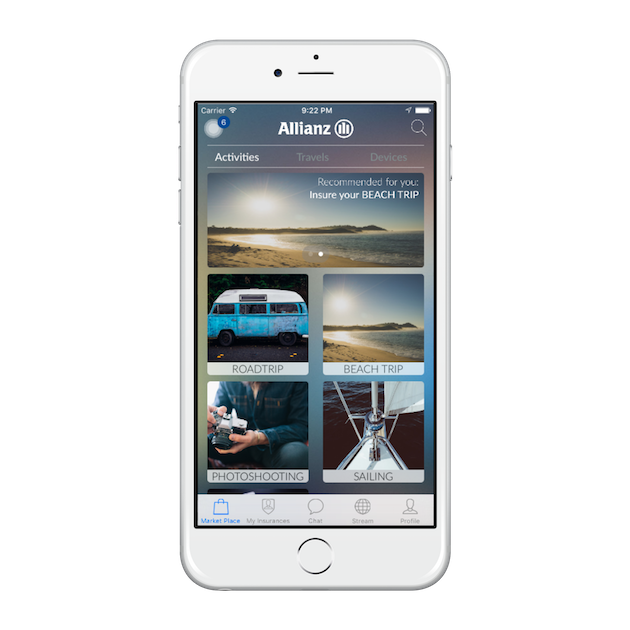 Carrier 9:22 PM
6
Allianz
Activities Travels Devices
Recommended for you:
Insure your BEACH TRIP
ROADTRIP BEACH TRIP
PHOTOSHOOTING SAILING
Market Place My Insurances Chat Stream Profile